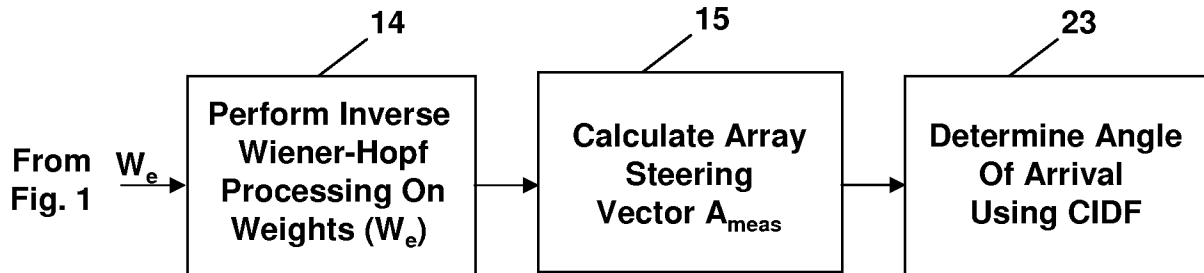 14
15
23
From
Fig. 1
Wₑ
Perform Inverse
Wiener-Hopf
Processing On
Weights (Wₑ)
Calculate Array
Steering
Vector Aₘₑₐₛ
Determine Angle
Of Arrival
Using CIDF